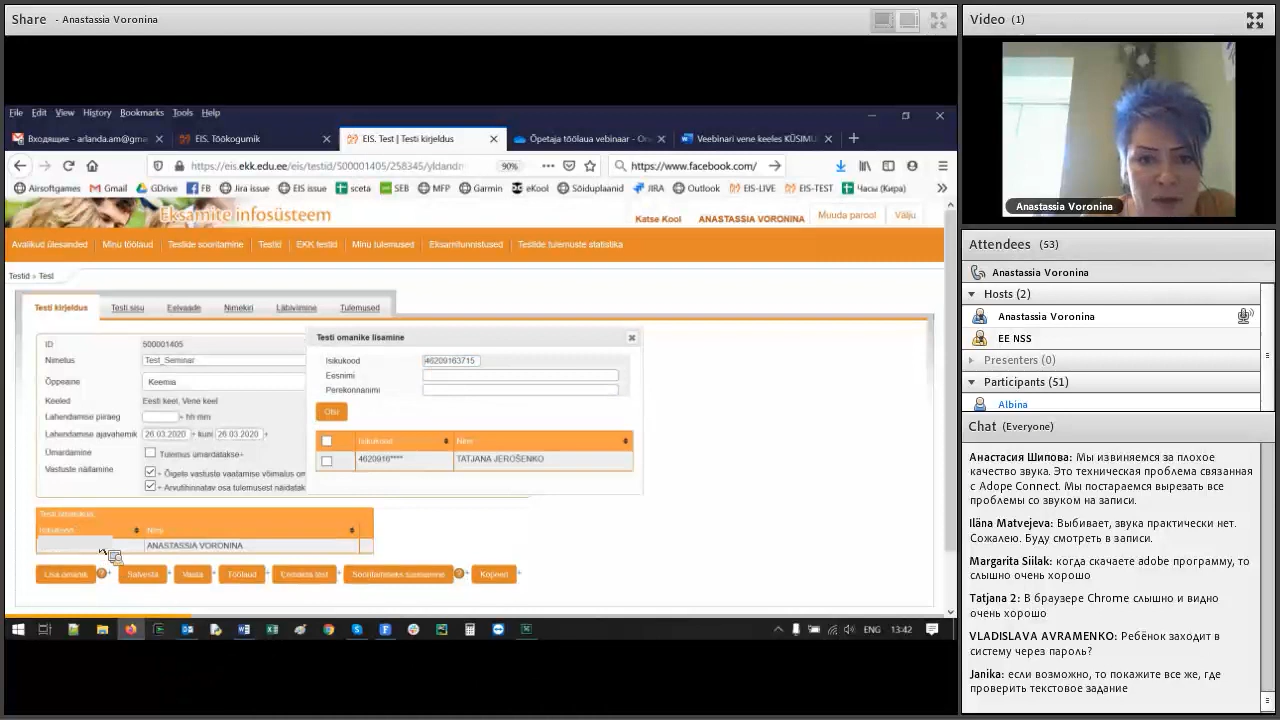 Share - Anastassia Voronina
Video (1)
File Edit View History Bookmarks Tools Help
Входящие - arlanda.am@gma
EIS. Töökogumik
EIS. Test | Testi kirjeldus
Õpetaja töölaua vebinaar - On
Veebinari vene keeles KÜSIMU
https://eis.ekk.edu.ee/eis/testid/500001405/258345/yldandm
90%
https://www.facebook.com/
Airsoftgames Gmail GDrive FB Jira issue EIS issue sceta SEB MFP Garmin eKool Sõiduplaanid JIRA Outlook EIS-LIVE EIS-TEST Часы (Кира)
Eksamite infosüsteem
Katse Kool ANASTASSIA VORONINA Muuda parool Välju
Avalikud ülesanded Minu töölaud Testide sooritamine Testid EKK testid Minu tulemused Eksamitunnistused Testide tulemuste statistika
Testid » Test
Testi kirjeldus Testi sisu Eelvaade Nimekiri Läbiviimine Tulemused
ID 500001405
Nimetus Test_Seminar
Õppeaine Keemia
Keeled Eesti keel, Vene keel
Lahendamise piiraeg hh mm
Lahendamise ajavahemik 26.03.2020 kuni 26.03.2020
Ümardamine Tulemus ümardatakse
Vastuste näitamine Õigete vastuste vaatamise võimalus
Arvutihinnatav osa tulemusest näidatak
Testi omanike lisamine
Isikukood 46209163715
Eesnimi
Perekonnanimi
Otsi
Isikukood Nimi
4620916**** TATJANA JEROŠENKO
Testi omanikud
Isikukood Nimi
ANASTASSIA VORONINA
Lisa omanik Salvesta Vaata Töölaud Eemalda test Sooritamiseks suunamine Kopeeri
ENG 13:42
Anastassia Voronina
Attendees (53)
Anastassia Voronina
Hosts (2)
Anastassia Voronina
EE NSS
Presenters (0)
Participants (51)
Albina
Chat (Everyone)
Анастасия Шипова: Мы извиняемся за плохое
качество звука. Это техническая проблема связанная
с Adope Connect. Мы постараемся вырезать все
проблемы со звуком на записи.
Iläna Matvejeva: Выбивает, звука практически нет.
Сожалею. Буду смотреть в записи.
Margarita Siilak: когда скачаете adobe программу, то
слышно очень хорошо
Tatjana 2: В браузере Chrome слышно и видно
очень хорошо
VLADISLAVA AVRAMENKO: Ребёнок заходит в
систему через пароль?
Janika: если возможно, то покажите все же, где
проверить текстовое задание